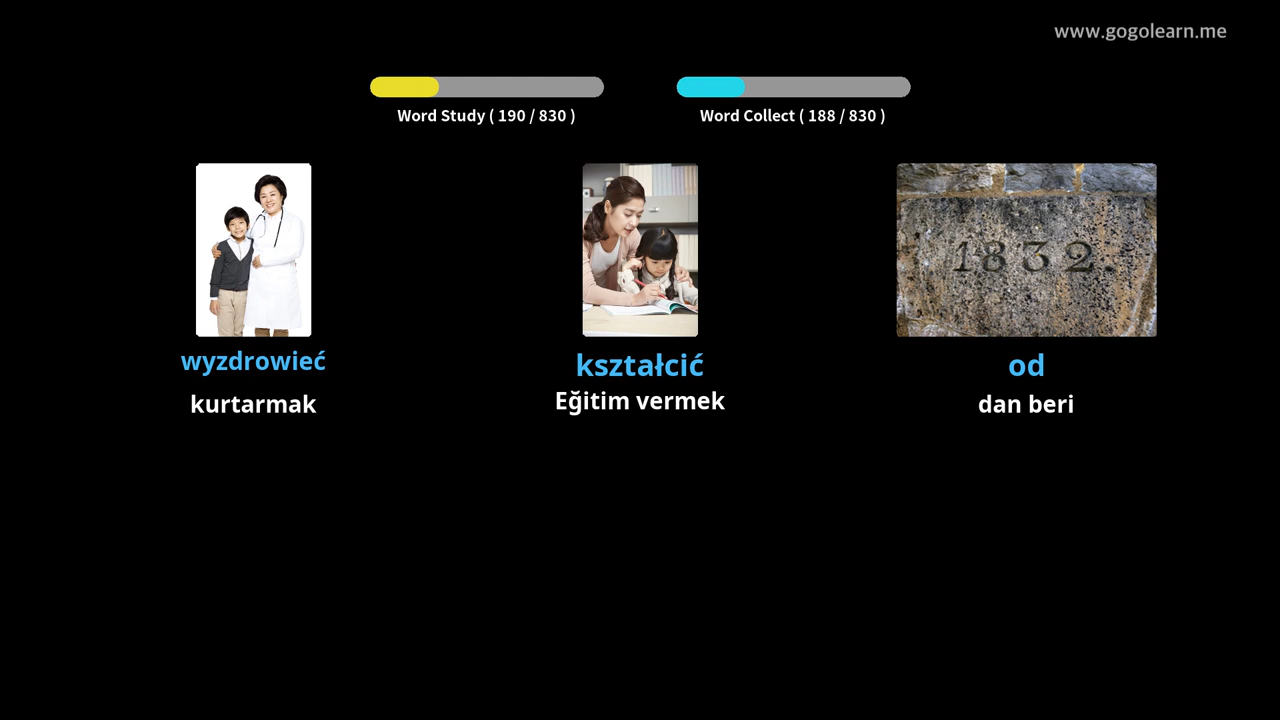 www.gogolearn.me
Word Study ( 190 / 830 )
Word Collect ( 188 / 830 )
1832.
wyzdrowieć
kształcić
od
kurtarmak
Eğitim vermek
dan beri